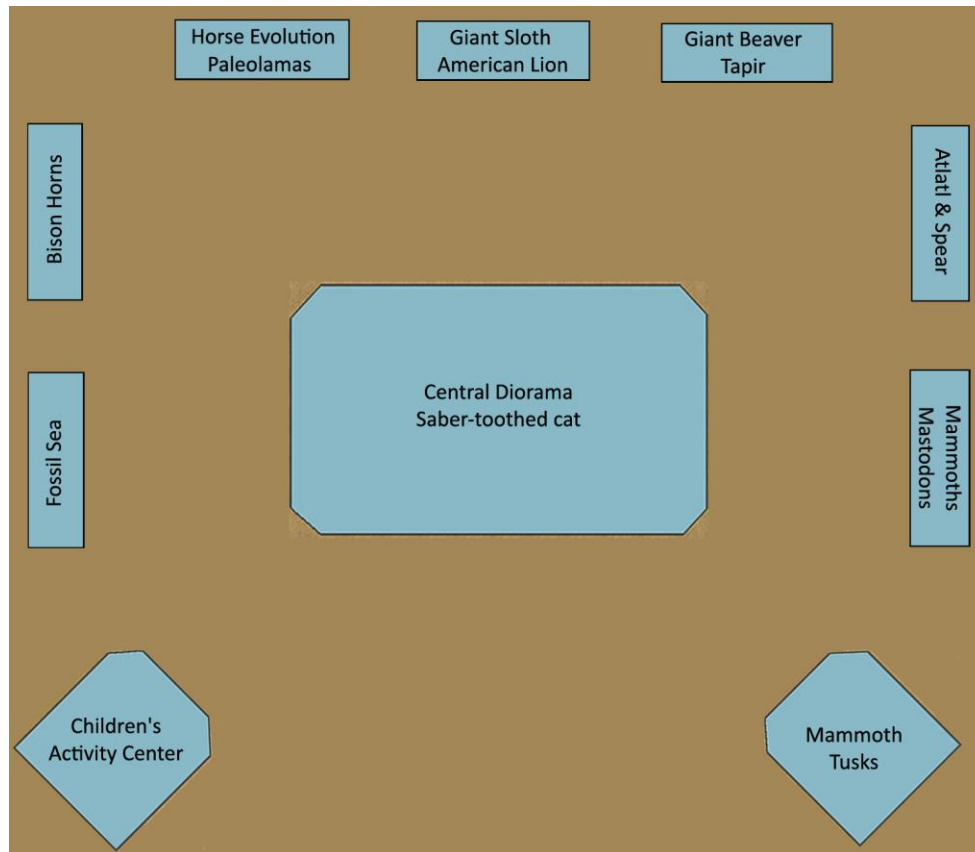 Horse Evolution
Paleolamas
Giant Sloth
American Lion
Giant Beaver
Tapir
Bison Horns
Atlatl & Spear
Central Diorama
Saber-toothed cat
Fossil Sea
Mammoths
Mastodons
Children's
Activity Center
Mammoth
Tusks